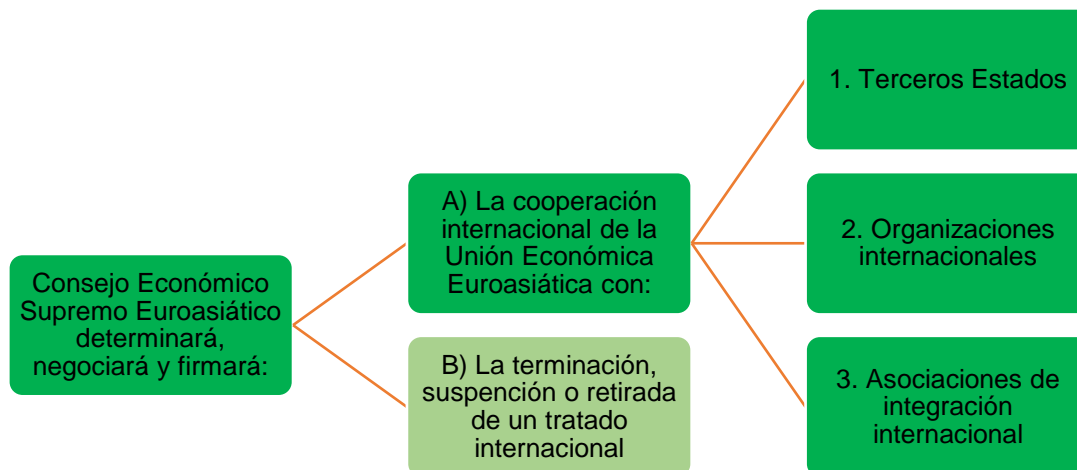 Consejo Económico
Supremo Euroasiático
determinará,
negociará y firmará:
A) La cooperación
internacional de la
Unión Económica
Euroasiática con:
1. Terceros Estados
2. Organizaciones
internacionales
3. Asociaciones de
integración
internacional
B) La terminación,
suspención o retirada
de un tratado
internacional